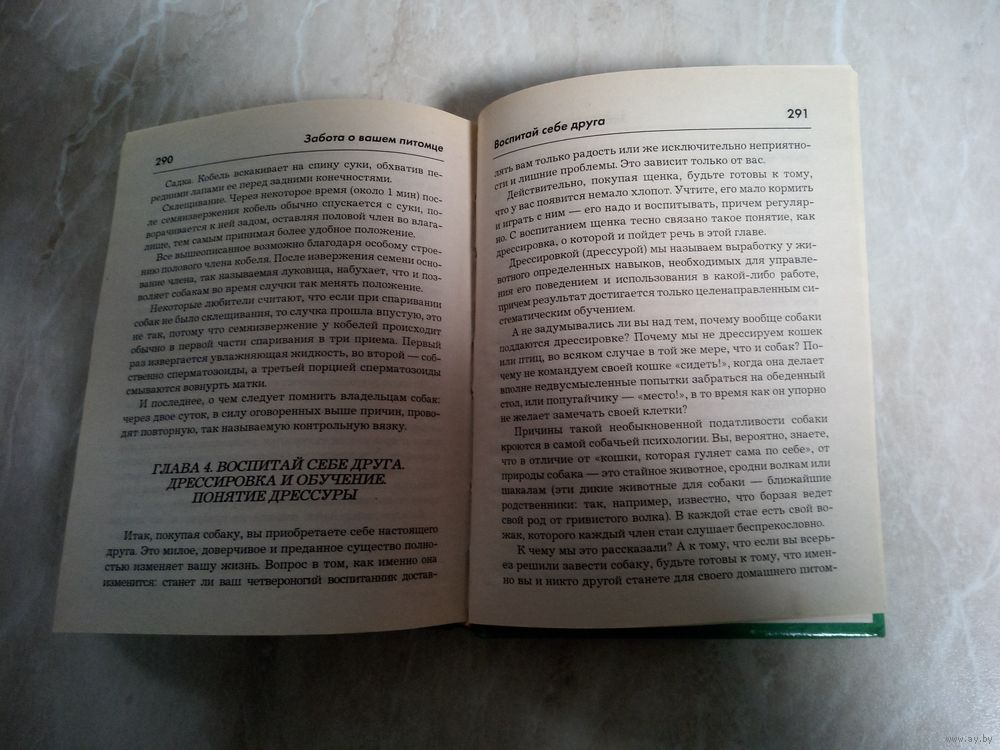 290
Забота о вашем питомце
Садка. Кобель вскакивает на спину суки, обхватив пе-
редними лапами ее перед задними конечностями.
Склещивание. Через некоторое время (около 1 мин) пос-
ле семяизвержения кобель обычно спускается с суки, по-
ворачивается к ней задом, оставляя половой член во влага-
лище, тем самым принимая более удобное положение.
Все вышеописанное возможно благодаря особому строе-
нию полового члена кобеля. После извержения семени осно-
вание члена, так называемая луковица, набухает, что и поз-
воляет собакам во время случки так менять положение.
Некоторые любители считают, что если при спаривании
собак не было склещивания, то случка прошла впустую, это
не так, потому что семяизвержение у кобелей происходит
обычно в первой части спаривания в три приема. Первый
раз извергается увлажняющая жидкость, во второй — соб-
ственно сперматозоиды, а третьей порцией сперматозоиды
смываются вовнурть матки.
И последнее, о чем следует помнить владельцам собак:
через двое суток, в силу оговоренных выше причин, прово-
дят повторную, так называемую контрольную вязку.
ГЛАВА 4. ВОСПИТАЙ СЕБЕ ДРУГА.
ДРЕССИРОВКА И ОБУЧЕНИЕ.
ПОНЯТИЕ ДРЕССУРЫ
Итак, покупая собаку, вы приобретаете себе настоящего
друга. Это милое, доверчивое и преданное существо полно-
стью изменяет вашу жизнь. Вопрос в том, как именно она
изменится: станет ли ваш четвероногий воспитанник достав-
Воспитай себе друга
291
лять вам только радость или же исключительно неприятно-
сти и лишние проблемы. Это зависит только от вас.
Действительно, покупая щенка, будьте готовы к тому,
что у вас появится немало хлопот. Учтите, его мало кормить
и играть с ним — его надо и воспитывать, причем регуляр-
но. С воспитанием щенка тесно связано такое понятие, как
дрессировка, о которой и пойдет речь в этой главе.
Дрессировкой (дрессурой) мы называем выработку у жи-
вотного определенных навыков, необходимых для управле-
ния его поведением и использования в какой-либо работе,
причем результат достигается только целенаправленным си-
стематическим обучением.
А не задумывались ли вы над тем, почему вообще собаки
поддаются дрессировке? Почему мы не дрессируем кошек
или птиц, во всяком случае в той же мере, что и собак? По-
чему не командуем своей кошке «сидеть!», когда она делает
вполне недвусмысленные попытки забраться на обеденный
стол, или попугайчику — «место!», в то время как он упорно
не желает замечать своей клетки?
Причины такой необыкновенной податливости собаки
кроются в самой собачьей психологии. Вы, вероятно, знаете,
что в отличие от «кошки, которая гуляет сама по себе», от
природы собака — это стайное животное, сродни волкам или
шакалам (эти дикие животные для собаки — ближайшие
родственники: так, например, известно, что борзая ведет
свой род от гривистого волка). В каждой стае есть свой во-
жак, которого каждый член стаи слушает беспрекословно.
К чему мы это рассказали? А к тому, что если вы всерь-
ез решили завести собаку, будьте готовы к тому, что имен-
но вы и никто другой станете для своего домашнего питом-
www.ay.by